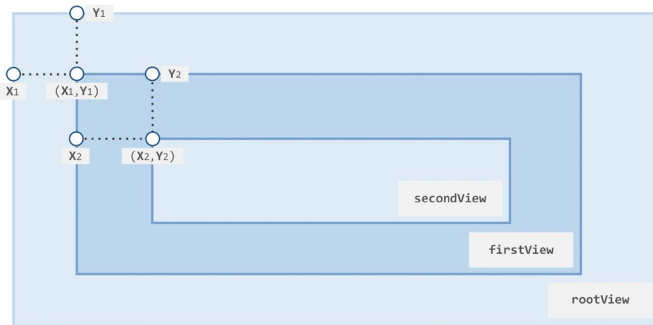 Y1
X1
(X1,Y1)
Y2
X2
(X2,Y2)
secondView
firstView
rootView